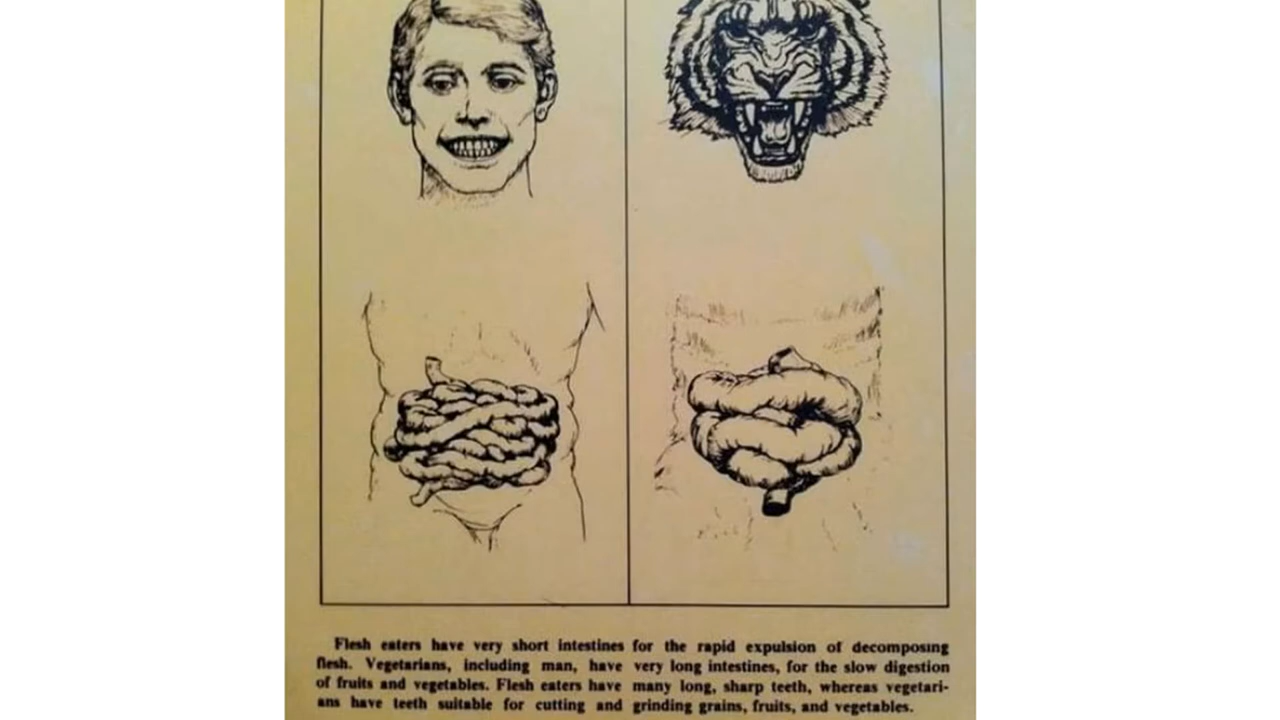 Flesh eaters have very short intestines for the rapid expulsion of decomposing
flesh. Vegetarians, including man, have very long intestines, for the slow digestion
of fruits and vegetables. Flesh eaters have many long, sharp teeth, whereas vegetari-
ans have teeth suitable for cutting and grinding grains, fruits, and vegetables.